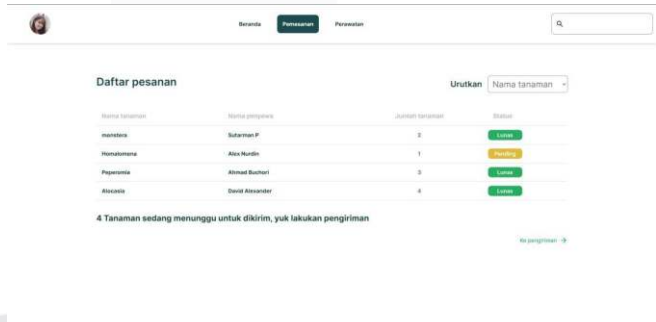 Beranda Pemesanan Perawatan
Daftar pesanan
Urutkan Nama tanaman
Nama tanaman Nama penyewa Jumlah tanaman Status
monstera Sutarman P 2 Lunas
Homalomena Alex Nurdin 1 Pending
Peperomia Ahmad Buchori 3 Lunas
Alocasia David Alexander 4 Lunas
4 Tanaman sedang menunggu untuk dikirim, yuk lakukan pengiriman
Ke pengiriman →